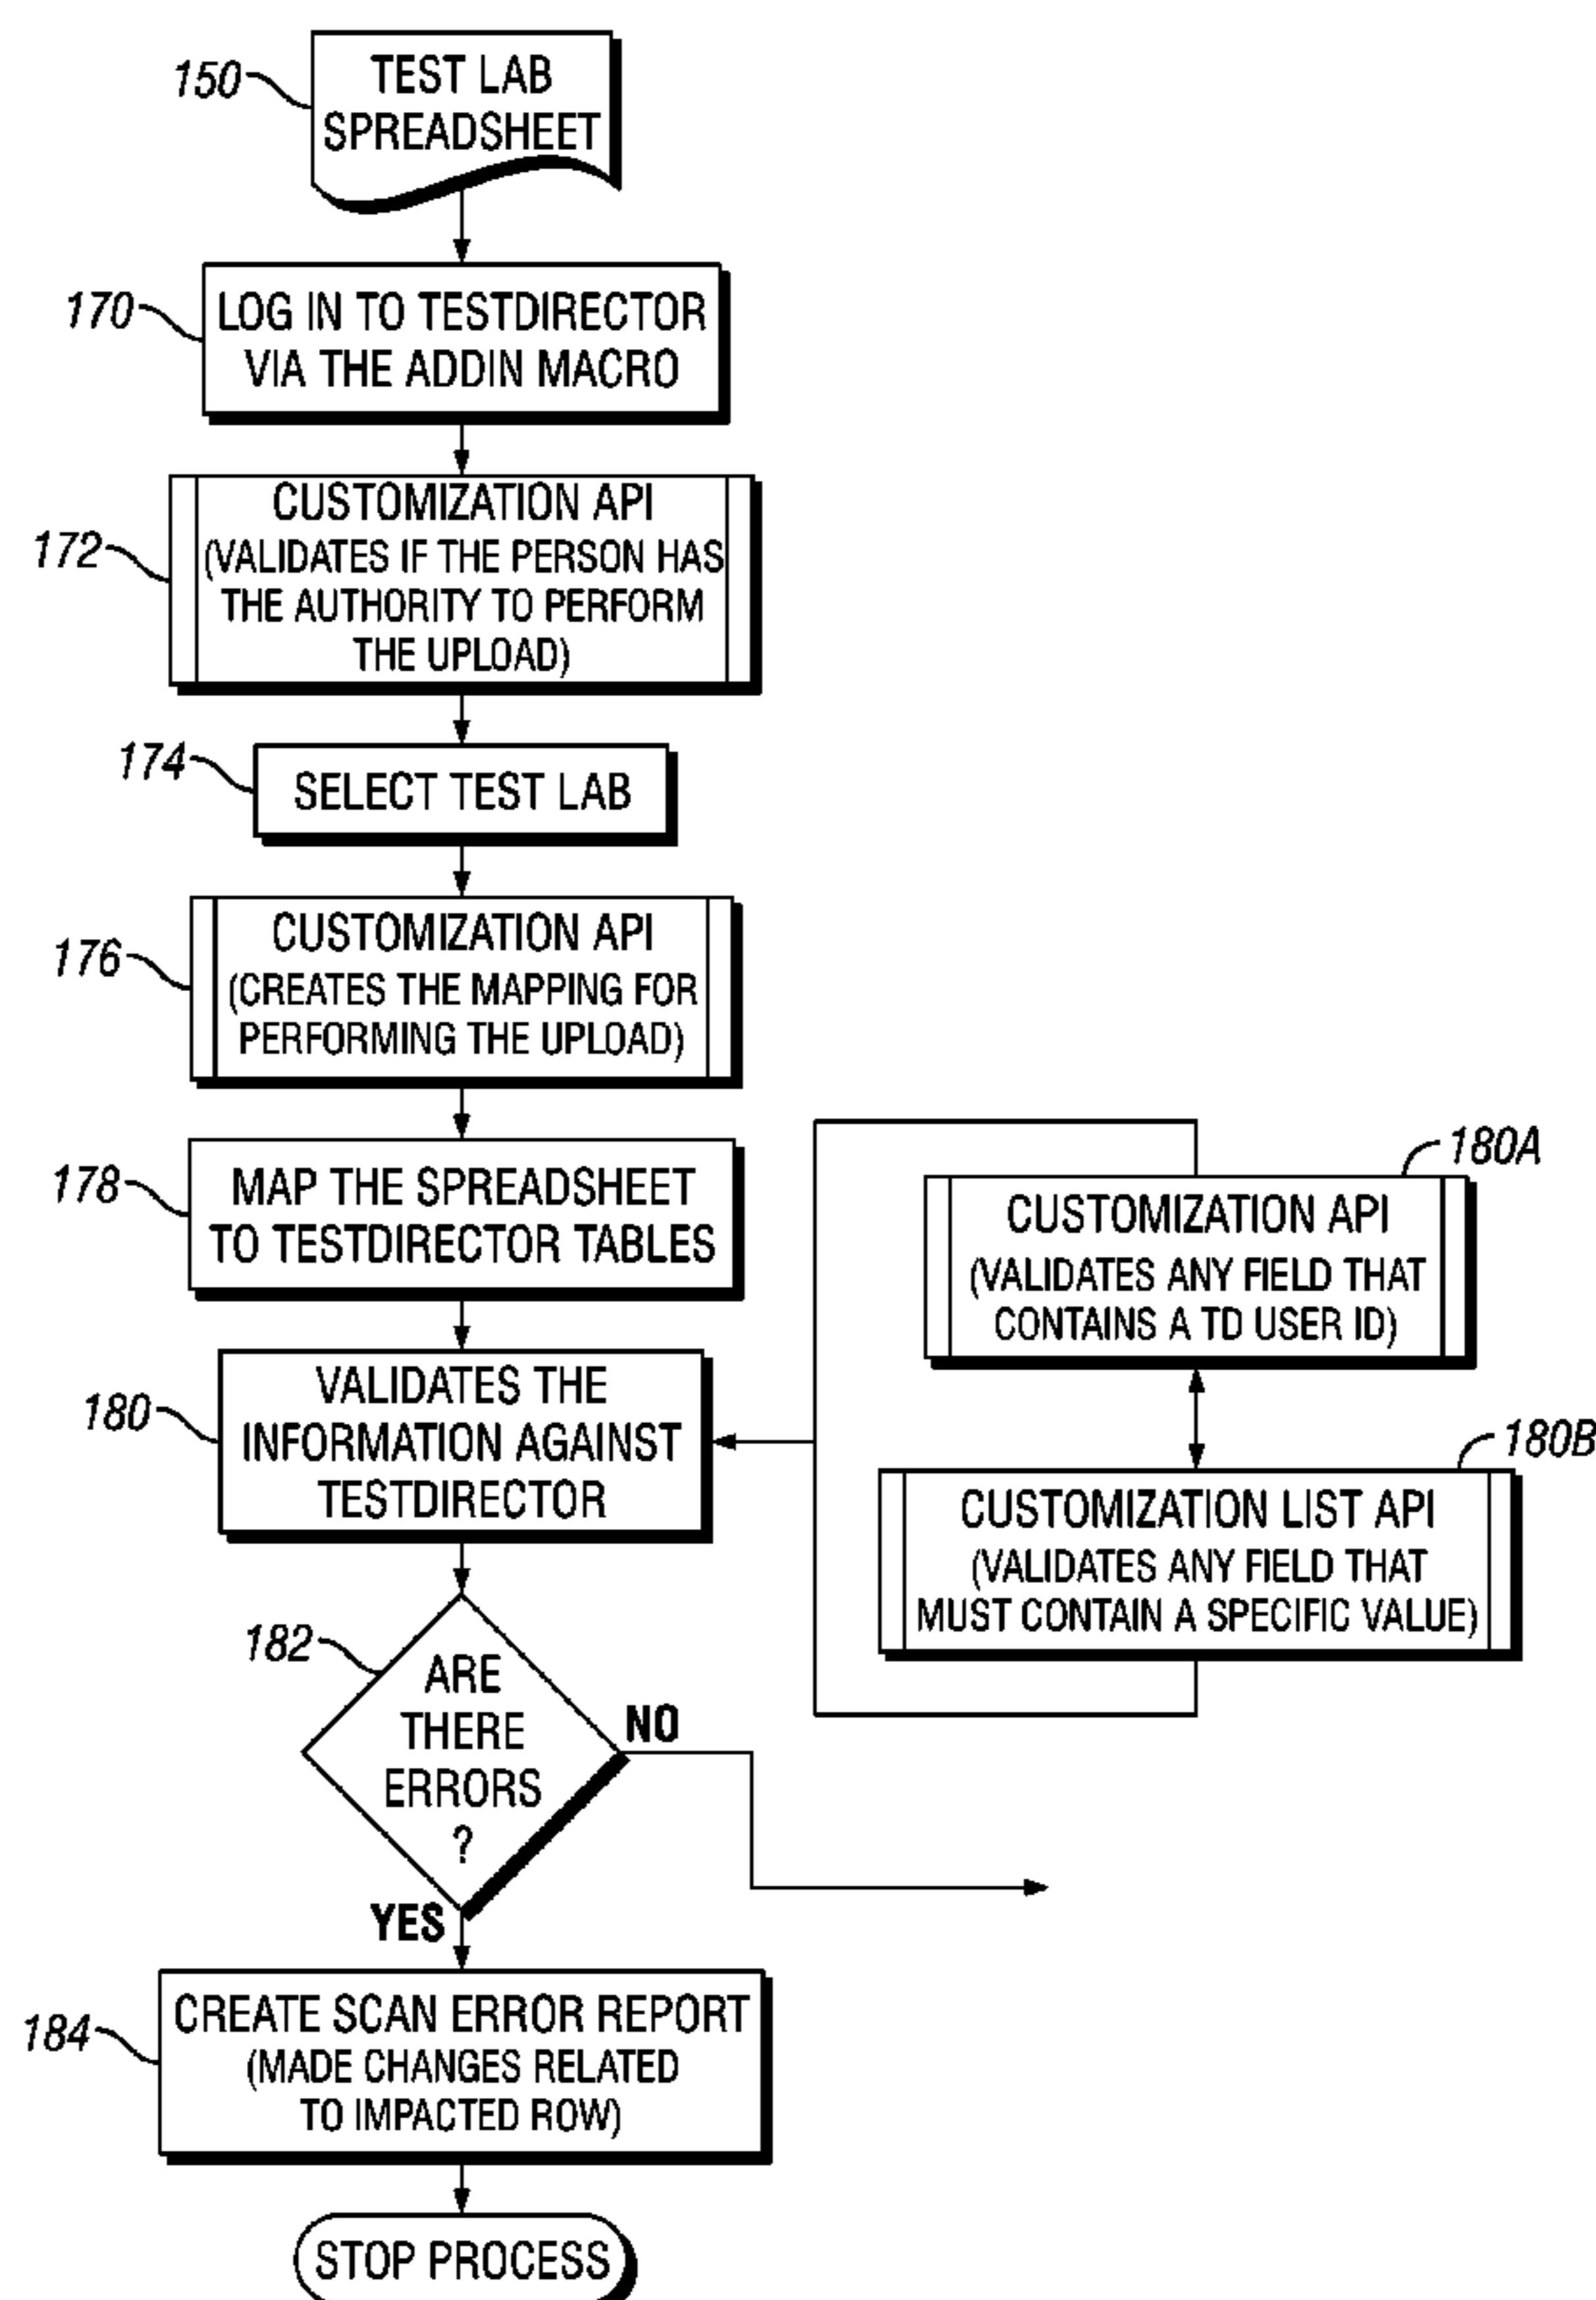 150
TEST LAB
SPREADSHEET
170
LOG IN TO TESTDIRECTOR
VIA THE ADDIN MACRO
172
CUSTOMIZATION API
(VALIDATES IF THE PERSON HAS
THE AUTHORITY TO PERFORM
THE UPLOAD)
174
SELECT TEST LAB
176
CUSTOMIZATION API
(CREATES THE MAPPING FOR
PERFORMING THE UPLOAD)
178
MAP THE SPREADSHEET
TO TESTDIRECTOR TABLES
180A
CUSTOMIZATION API
(VALIDATES ANY FIELD THAT
CONTAINS A TD USER ID)
180
VALIDATES THE
INFORMATION AGAINST
TESTDIRECTOR
180B
CUSTOMIZATION LIST API
(VALIDATES ANY FIELD THAT
MUST CONTAIN A SPECIFIC VALUE)
182
ARE
THERE
ERRORS
?
NO
YES
184
CREATE SCAN ERROR REPORT
(MADE CHANGES RELATED
TO IMPACTED ROW)
STOP PROCESS